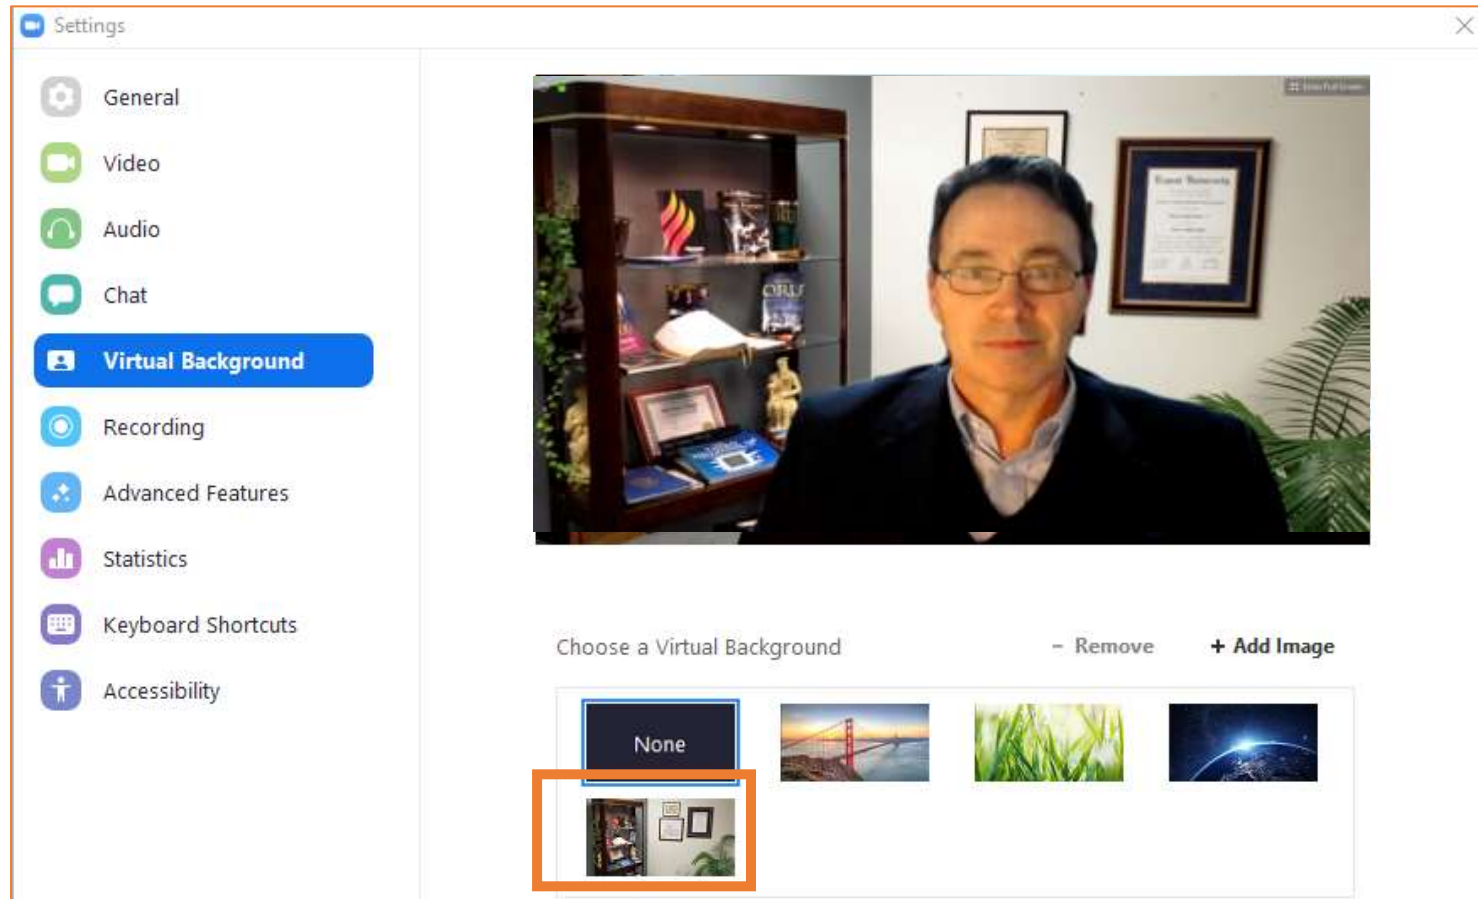 Settings
General
Video
Audio
Chat
Virtual Background
Recording
Advanced Features
Statistics
Keyboard Shortcuts
Accessibility
Choose a Virtual Background
- Remove
+ Add Image
None